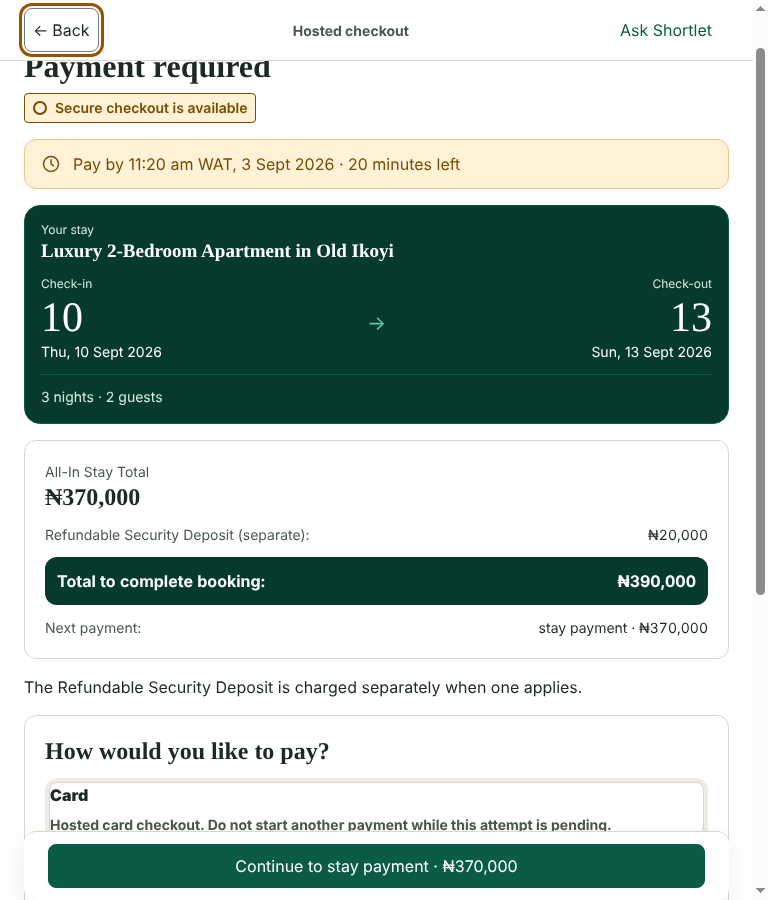 ← Back
Hosted checkout
Ask Shortlet
Payment required
Secure checkout is available
Pay by 11:20 am WAT, 3 Sept 2026 · 20 minutes left
Your stay
Luxury 2-Bedroom Apartment in Old Ikoyi
Check-in
Check-out
10
→
13
Thu, 10 Sept 2026
Sun, 13 Sept 2026
3 nights · 2 guests
All-In Stay Total
₦370,000
Refundable Security Deposit (separate):
₦20,000
Total to complete booking:
₦390,000
Next payment:
stay payment · ₦370,000
The Refundable Security Deposit is charged separately when one applies.
How would you like to pay?
Card
Hosted card checkout. Do not start another payment while this attempt is pending.
Continue to stay payment · ₦370,000